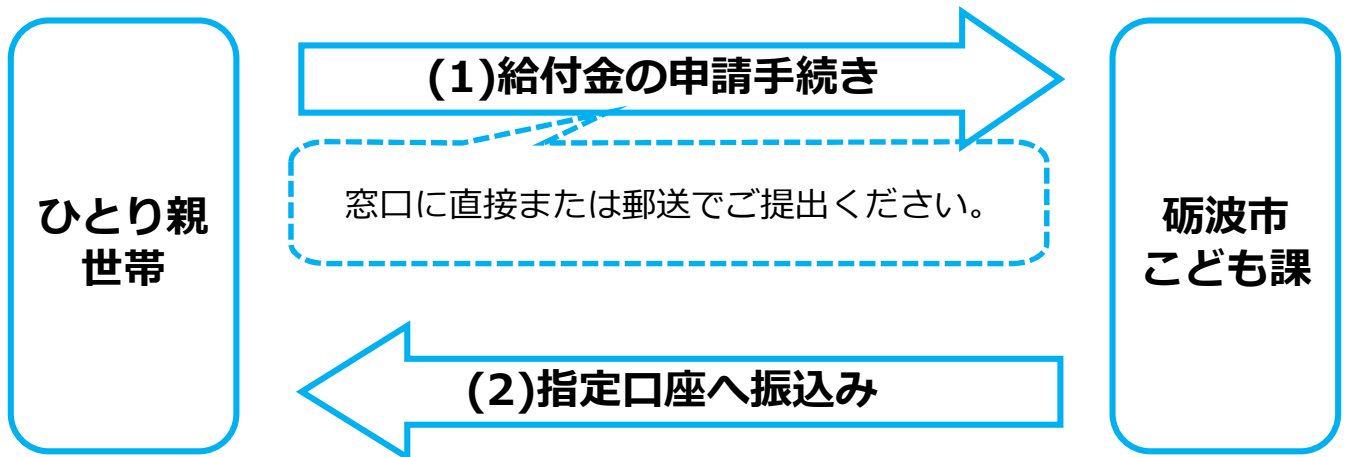 (1)給付金の申請手続き
窓口に直接または郵送でご提出ください。
ひとり親
世帯
砺波市
こども課
(2)指定口座へ振込み